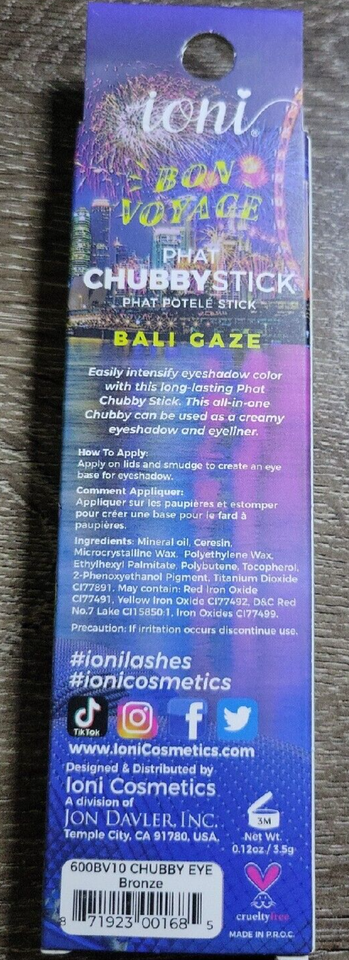 ioni®
BON
VOYAGE
PHAT
CHUBBYSTICK
PHAT POTELÉ STICK
BALI GAZE
Easily intensify eyeshadow color
with this long-lasting Phat
Chubby Stick. This all-in-one
Chubby can be used as a creamy
eyeshadow and eyeliner.
How To Apply:
Apply on lids and smudge to create an eye
base for eyeshadow.
Comment Appliquer:
Appliquer sur les paupières et estomper
pour créer une base pour le fard à
paupières.
Ingredients: Mineral oil, Ceresin,
Microcrystalline Wax, Polyethylene Wax,
Ethylhexyl Palmitate, Polybutene, Tocopherol,
2-Phenoxyethanol Pigment, Titanium Dioxide
CI77891. May contain: Red Iron Oxide
CI77491, Yellow Iron Oxide CI77492, D&C Red
No.7 Lake CI15850:1, Iron Oxides CI77499.
Precaution: If irritation occurs discontinue use.
#ionilashes
#ionicosmetics
TikTok
www.IoniCosmetics.com
Designed & Distributed by
Ioni Cosmetics
A division of
JON DAVLER, INC.
Temple City, CA 91780, USA.
3M
Net Wt.
0.12oz / 3.5g
600BV10 CHUBBY EYE
Bronze
8 71923 00168 5
crueltyfree
MADE IN P.R.O.C.